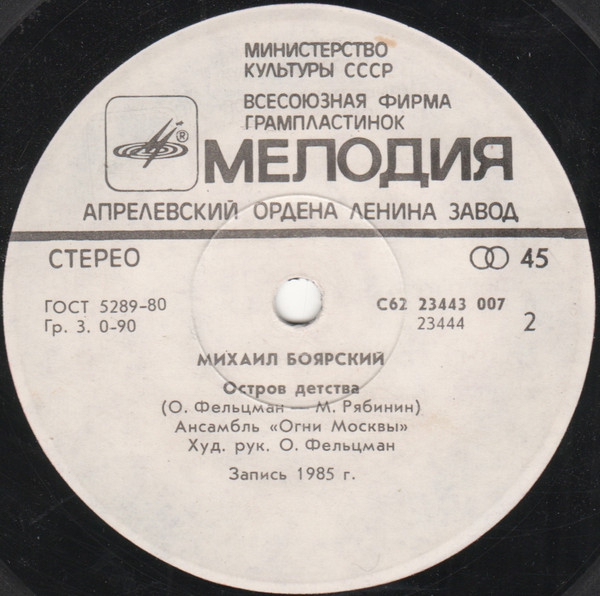 МИНИСТЕРСТВО
КУЛЬТУРЫ СССР
ВСЕСОЮЗНАЯ ФИРМА
ГРАМПЛАСТИНОК
®
МЕЛОДИЯ
АПРЕЛЕВСКИЙ ОРДЕНА ЛЕНИНА ЗАВОД
СТЕРЕО 45
ГОСТ 5289-80 С62 23443 007
Гр. 3. 0-90 23444 2
МИХАИЛ БОЯРСКИЙ
Остров детства
(О. Фельцман — М. Рябинин)
Ансамбль «Огни Москвы»
Худ. рук. О. Фельцман
Запись 1985 г.